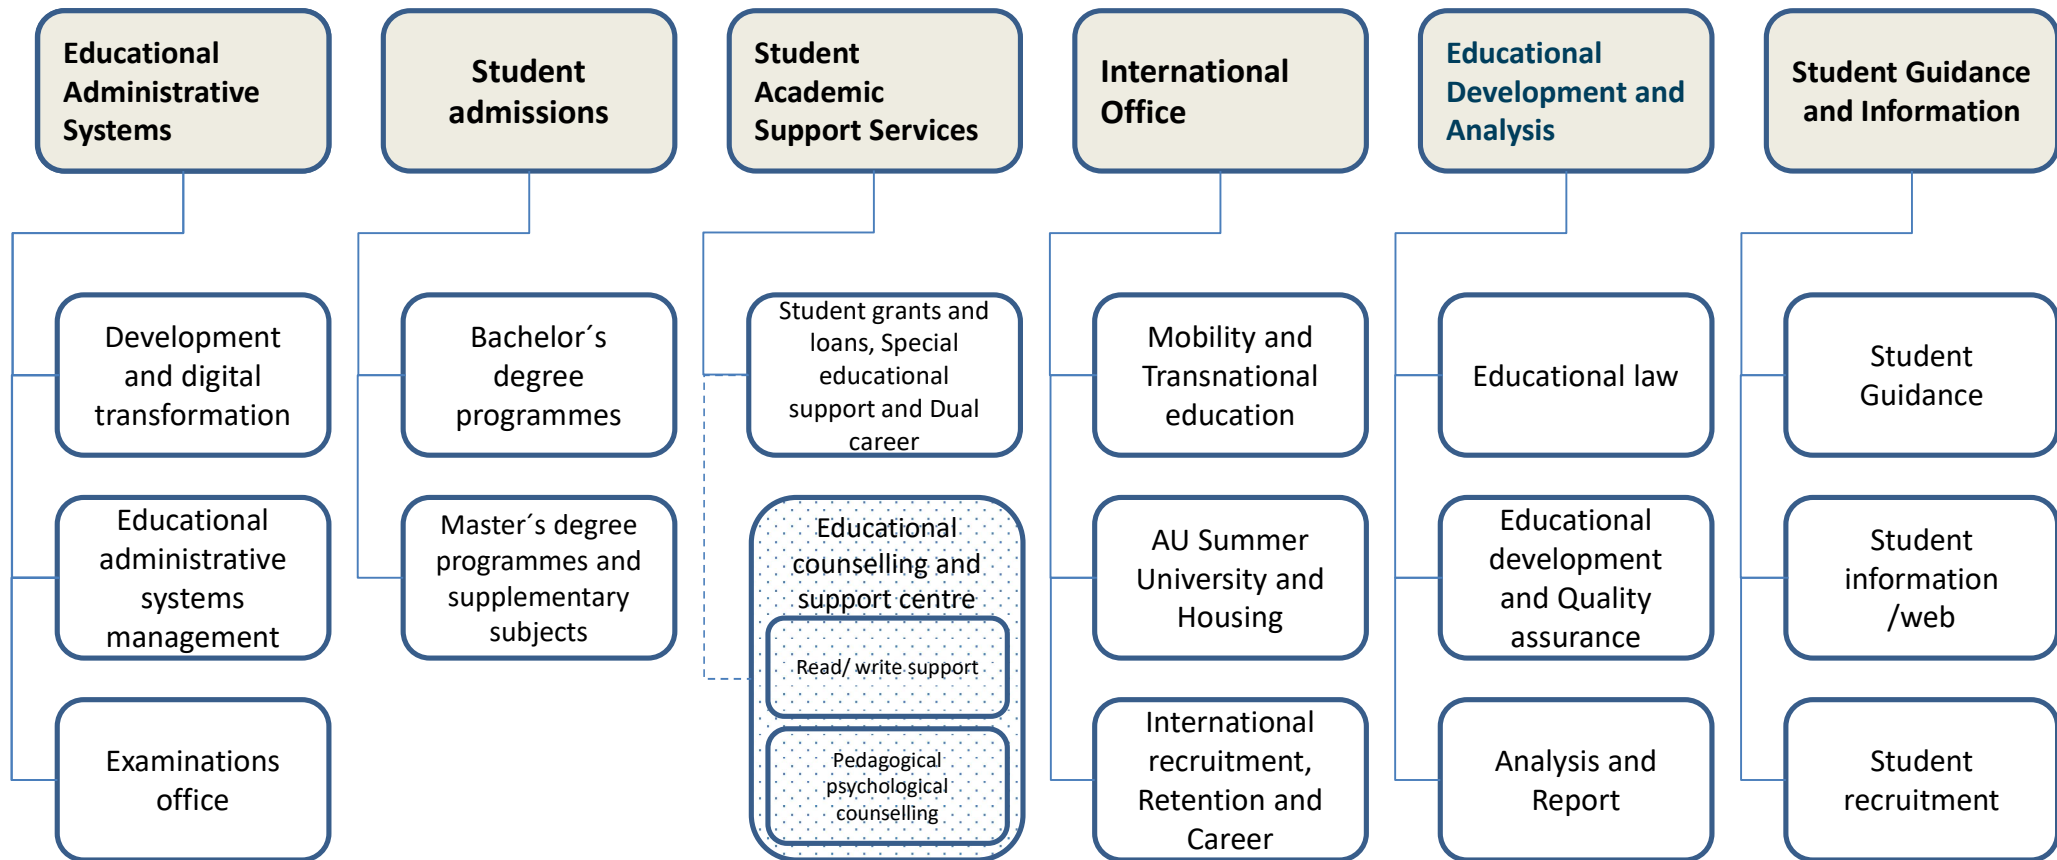 Educational
Administrative
Systems
Student
admissions
Student
Academic
Support Services
International
Office
Educational
Development and
Analysis
Student Guidance
and Information
Development
and digital
transformation
Bachelor´s
degree
programmes
Student grants and
loans, Special
educational
support and Dual
career
Mobility and
Transnational
education
Educational law
Student
Guidance
Educational
administrative
systems
management
Master´s degree
programmes and
supplementary
subjects
Educational
counselling and
support centre
Read/ write support
Pedagogical
psychological
counselling
AU Summer
University and
Housing
Educational
development
and Quality
assurance
Student
information
/web
Examinations
office
International
recruitment,
Retention and
Career
Analysis and
Report
Student
recruitment